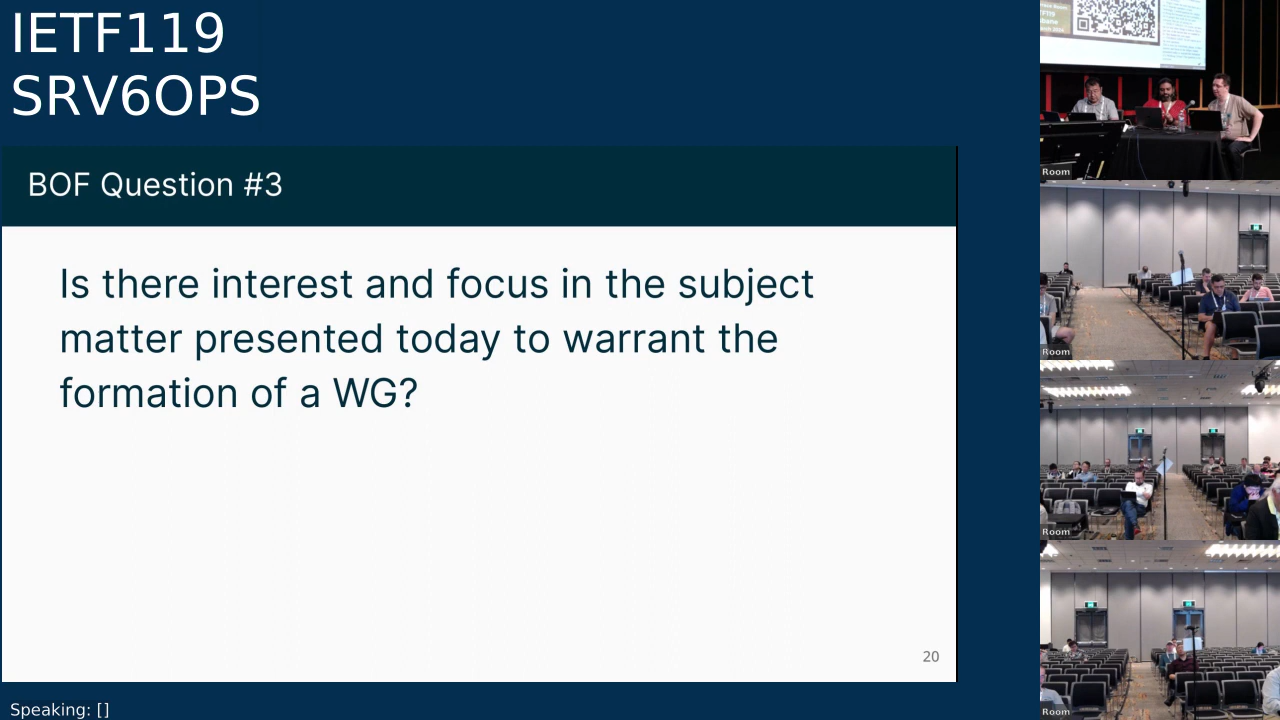 IETF119
SRV6OPS
BOF Question #3
Is there interest and focus in the subject
matter presented today to warrant the
formation of a WG?
20
Speaking: []
Room
Room
Room
Room